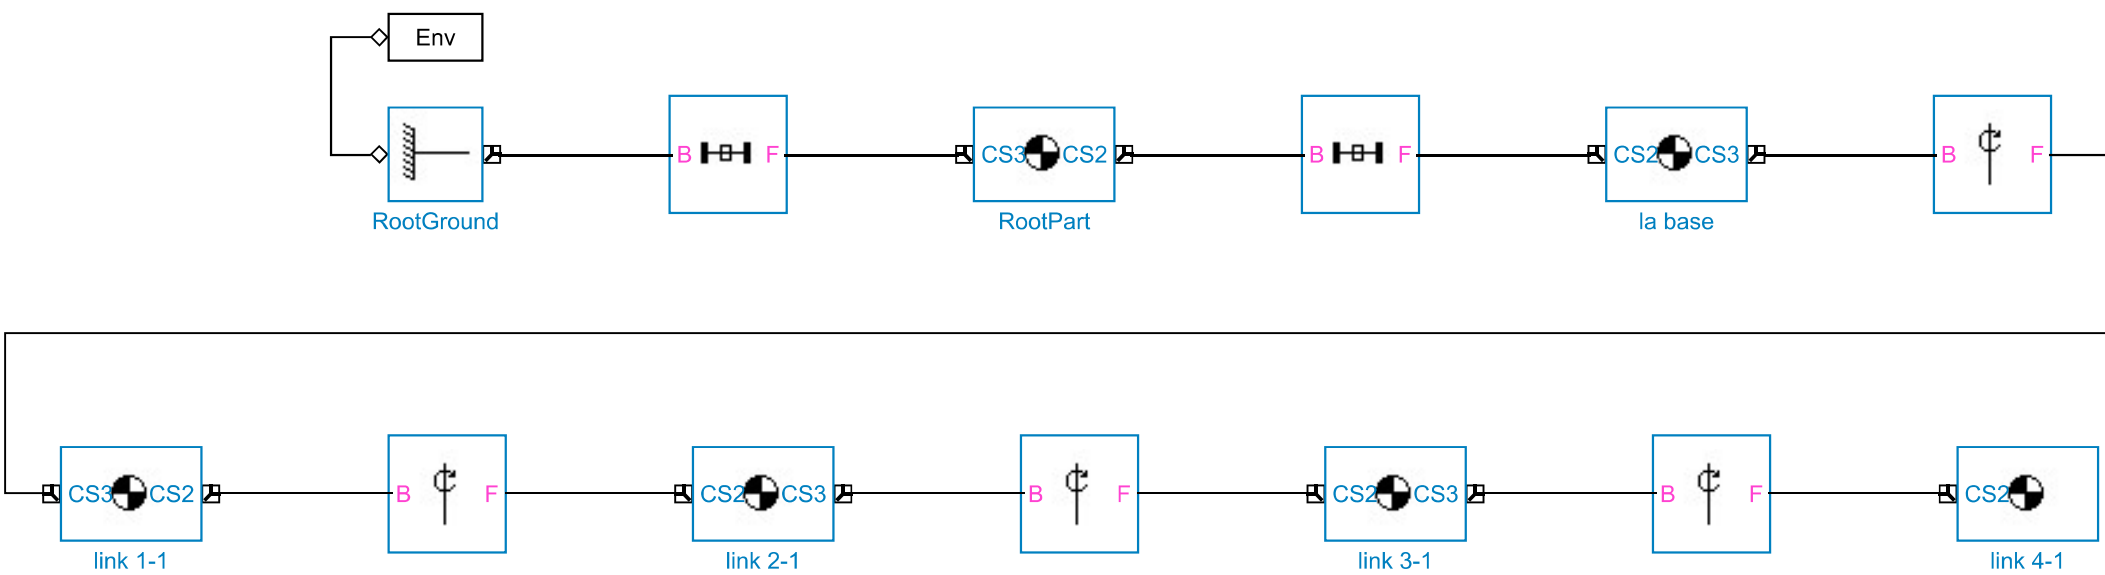 Env
B F CS3 CS2 B F CS2 CS3 B F
RootGround RootPart la base
CS3 CS2 B F CS2 CS3 B F CS2 CS3 B F CS2
link 1-1 link 2-1 link 3-1 link 4-1